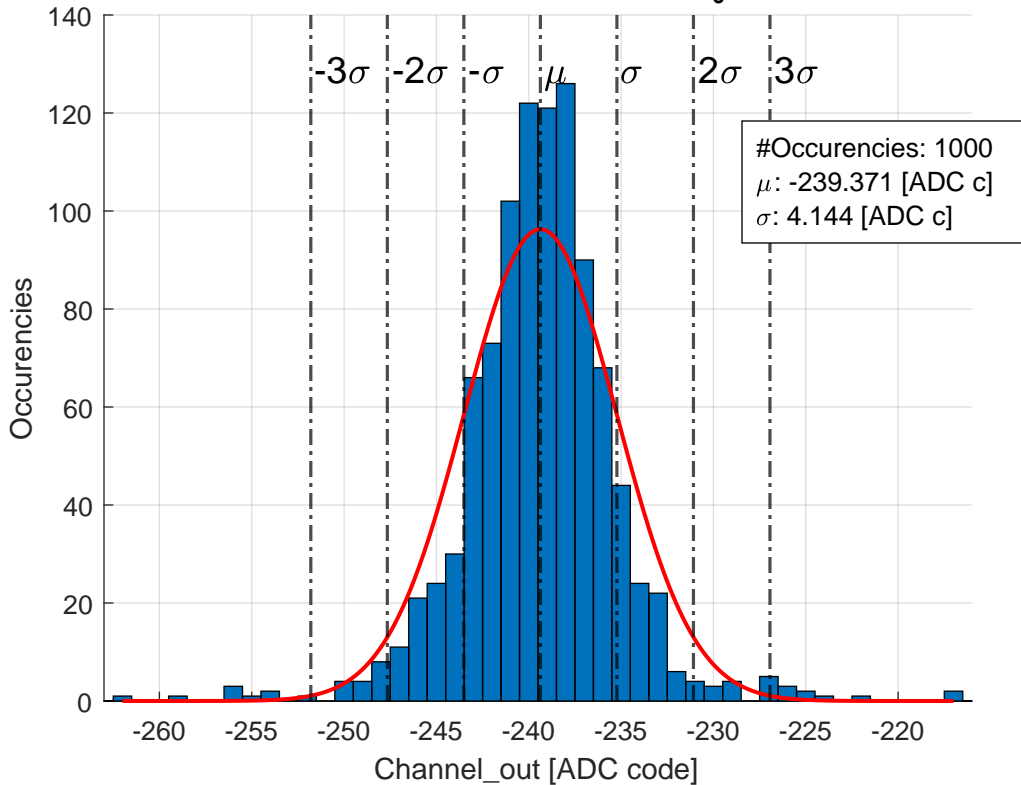 140
120
100
80
60
40
20
0
-3σ -2σ -σ μ σ 2σ 3σ
#Occurencies: 1000
μ: -239.371 [ADC c]
σ: 4.144 [ADC c]
Occurencies
-260 -255 -250 -245 -240 -235 -230 -225 -220
Channel_out [ADC code]